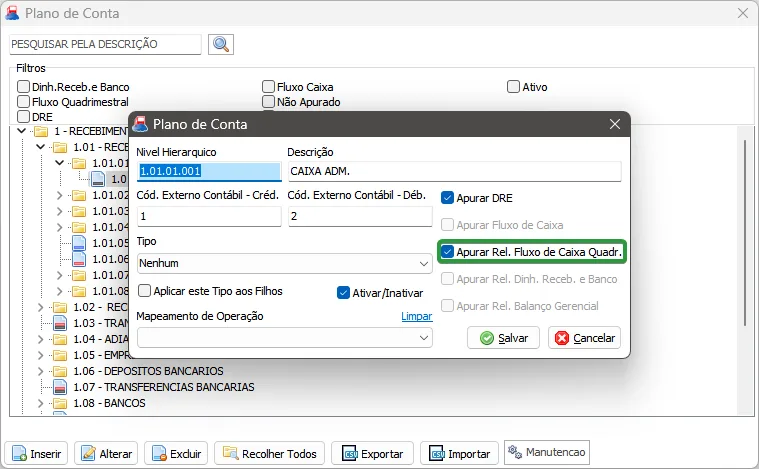 Plano de Conta
PESQUISAR PELA DESCRIÇÃO
Filtros
Dinh.Receb.e Banco
Fluxo Caixa
Ativo
Fluxo Quadrimestral
Não Apurado
DRE
1 - RECEBIMENT
1.01 - RECE
1.01.01
1.0
1.01.02
1.01.03
1.01.04
1.01.05
1.01.06
1.01.07
1.01.08
1.02 - REC
1.03 - TRAN
1.04 - ADIA
1.05 - EMPR
1.06 - DEPOSITOS BANCARIOS
1.07 - TRANSFERENCIAS BANCARIAS
1.08 - BANCOS
Plano de Conta
Nivel Hierarquico
Descrição
1.01.01.001
CAIXA ADM.
Cód. Externo Contábil - Créd.
Cód. Externo Contábil - Déb.
1
2
Apurar DRE
Apurar Fluxo de Caixa
Apurar Rel. Fluxo de Caixa Quadr.
Apurar Rel. Dinh. Receb. e Banco
Apurar Rel. Balanço Gerencial
Tipo
Nenhum
Aplicar este Tipo aos Filhos
Ativar/Inativar
Mapeamento de Operação
Limpar
Salvar
Cancelar
Inserir
Alterar
Excluir
Recolher Todos
CSV
Exportar
CSV
Importar
Manutencao